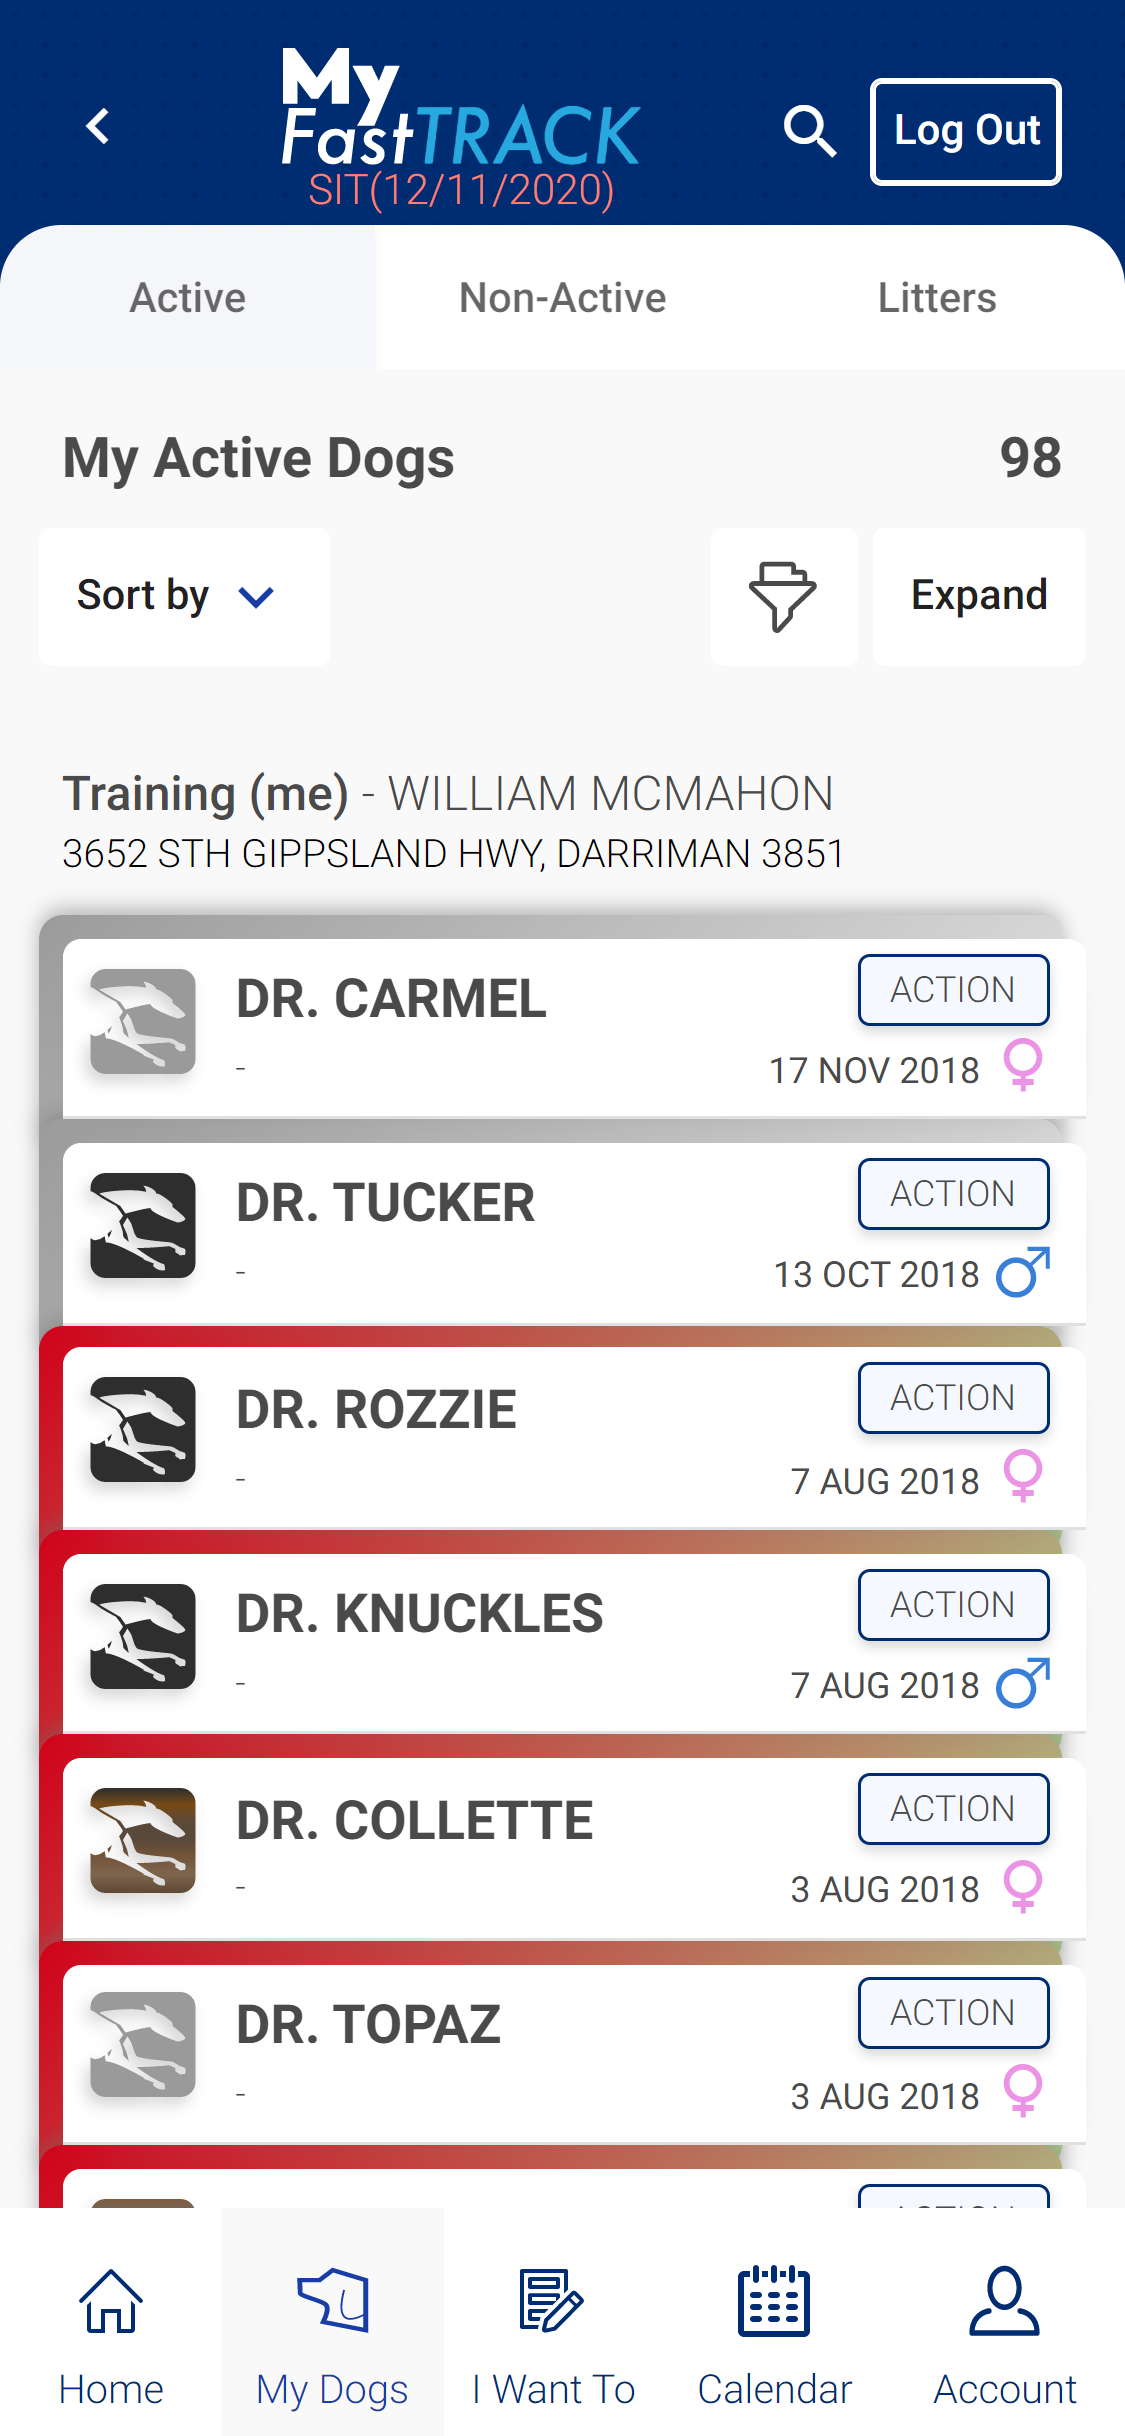 My
FastTRACK
SIT(12/11/2020)
Log Out
Active Non-Active Litters
My Active Dogs 98
Sort by Expand
Training (me) - WILLIAM MCMAHON
3652 STH GIPPSLAND HWY, DARRIMAN 3851
DR. CARMEL ACTION
- 17 NOV 2018
DR. TUCKER ACTION
- 13 OCT 2018
DR. ROZZIE ACTION
- 7 AUG 2018
DR. KNUCKLES ACTION
- 7 AUG 2018
DR. COLLETTE ACTION
- 3 AUG 2018
DR. TOPAZ ACTION
- 3 AUG 2018
Home My Dogs I Want To Calendar Account